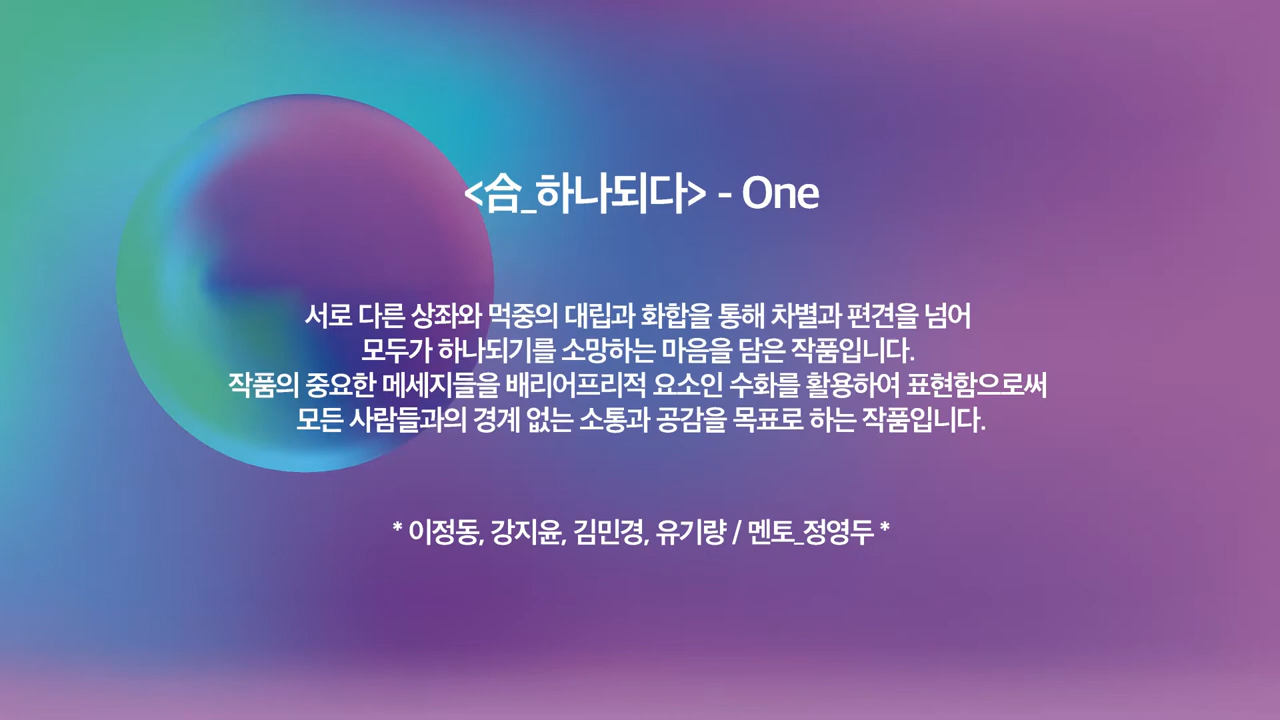 <合_하나되다> - One
서로 다른 상좌와 먹중의 대립과 화합을 통해 차별과 편견을 넘어
모두가 하나되기를 소망하는 마음을 담은 작품입니다.
작품의 중요한 메세지들을 배리어프리적 요소인 수화를 활용하여 표현함으로써
모든 사람들과의 경계 없는 소통과 공감을 목표로 하는 작품입니다.
* 이정동, 강지윤, 김민경, 유기량 / 멘토_정영두 *